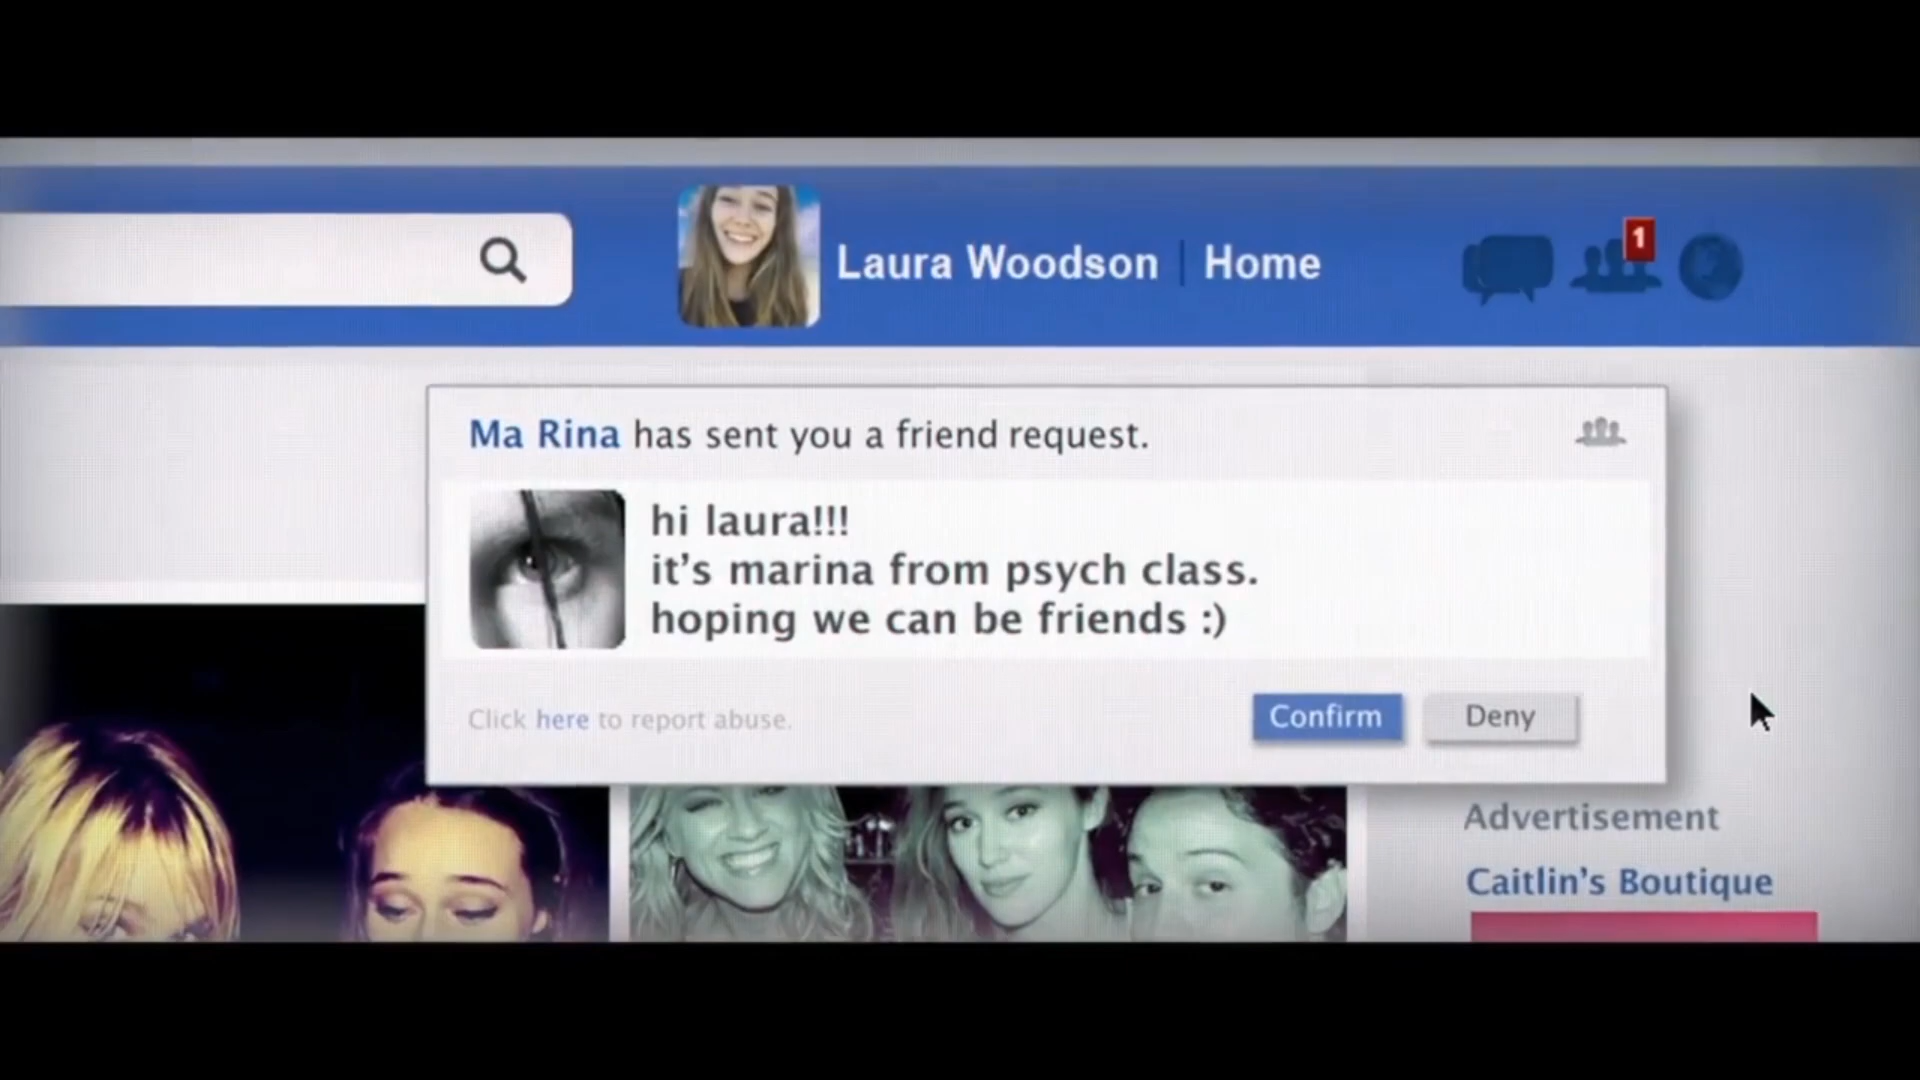 Laura Woodson | Home
1
Ma Rina has sent you a friend request.
hi laura!!!
it's marina from psych class.
hoping we can be friends :)
Click here to report abuse.
Confirm
Deny
Advertisement
Caitlin's Boutique